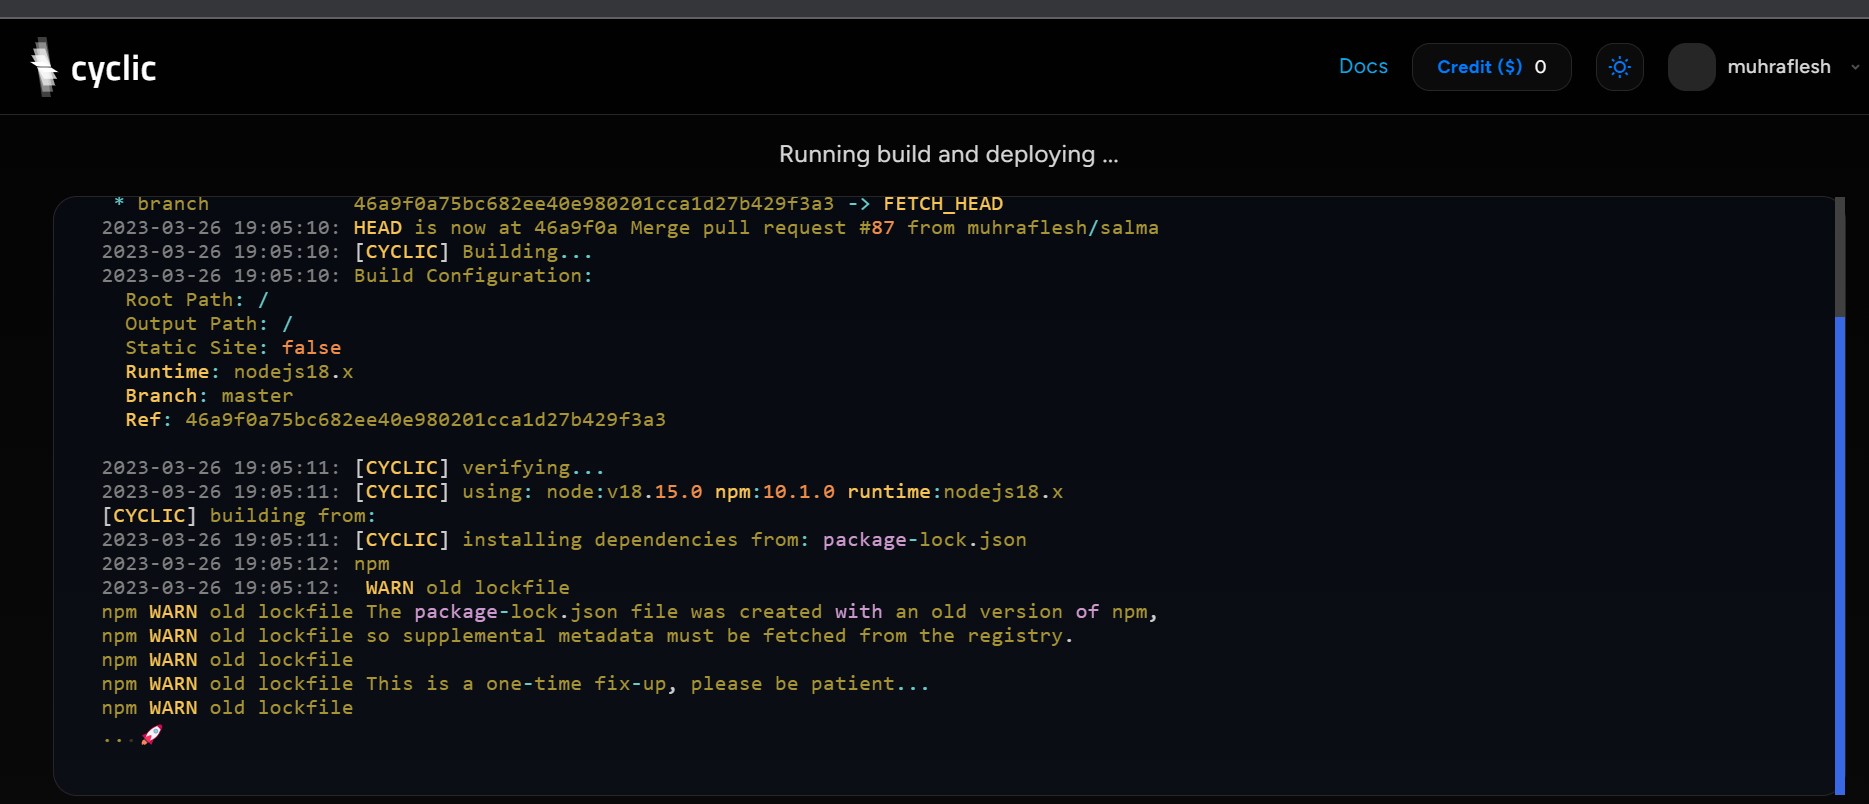 cyclic
Docs
Credit ($) 0
muhraflesh
Running build and deploying ...
* branch 46a9f0a75bc682ee40e980201cca1d27b429f3a3 -> FETCH_HEAD
2023-03-26 19:05:10: HEAD is now at 46a9f0a Merge pull request #87 from muhraflesh/salma
2023-03-26 19:05:10: [CYCLIC] Building...
2023-03-26 19:05:10: Build Configuration:
Root Path: /
Output Path: /
Static Site: false
Runtime: nodejs18.x
Branch: master
Ref: 46a9f0a75bc682ee40e980201cca1d27b429f3a3
2023-03-26 19:05:11: [CYCLIC] verifying...
2023-03-26 19:05:11: [CYCLIC] using: node:v18.15.0 npm:10.1.0 runtime:nodejs18.x
[CYCLIC] building from:
2023-03-26 19:05:11: [CYCLIC] installing dependencies from: package-lock.json
2023-03-26 19:05:12: npm
2023-03-26 19:05:12:  WARN old lockfile
npm WARN old lockfile The package-lock.json file was created with an old version of npm,
npm WARN old lockfile so supplemental metadata must be fetched from the registry.
npm WARN old lockfile
npm WARN old lockfile This is a one-time fix-up, please be patient...
npm WARN old lockfile
...🚀